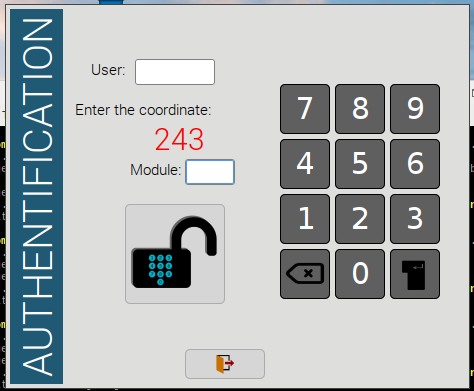 AUTHENTIFICATION
User:
Enter the coordinate:
243
Module:
7 8 9
4 5 6
1 2 3
0